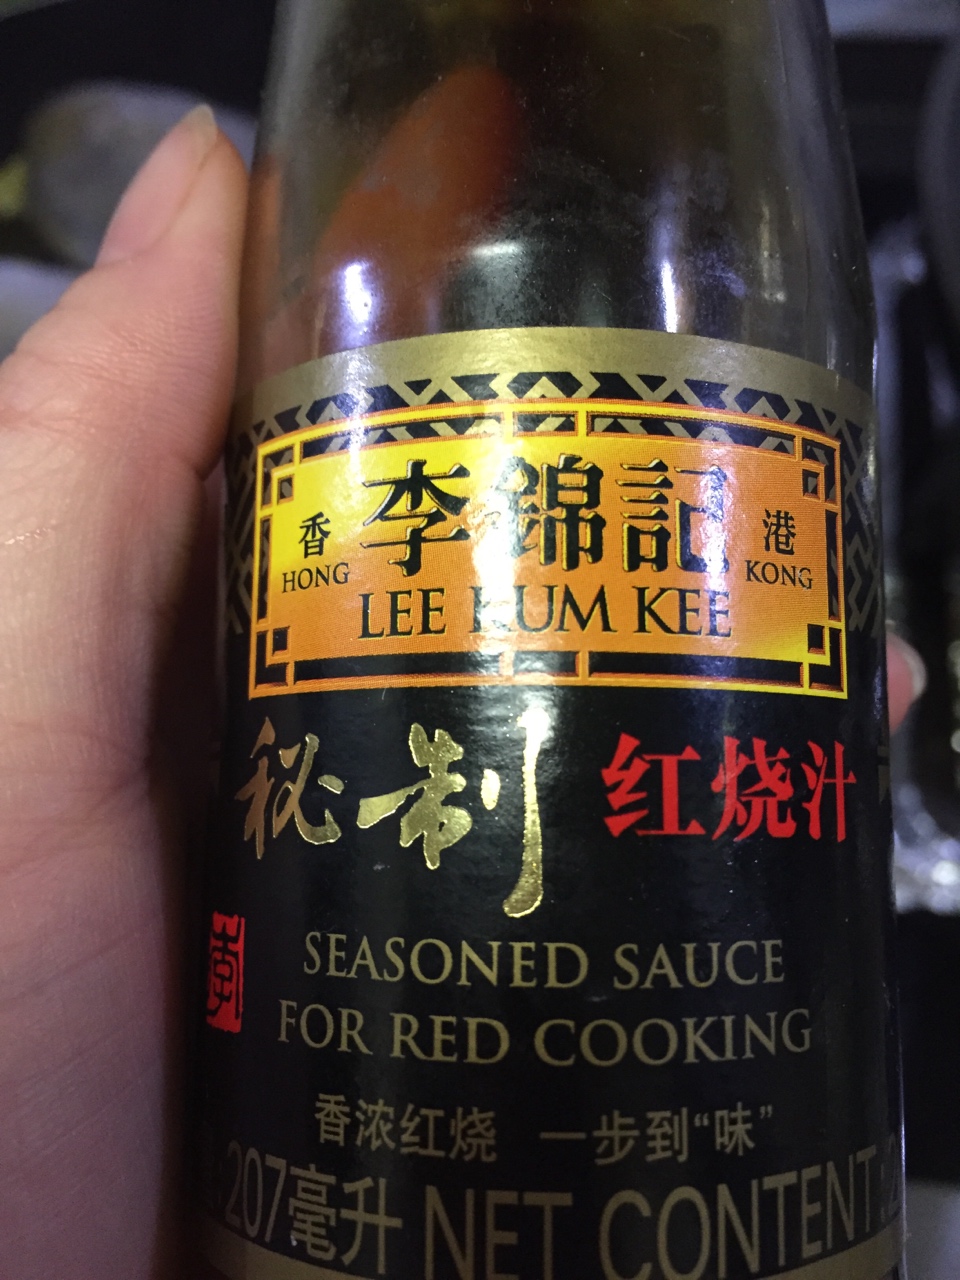 香 李錦記 港
HONG LEE KUM KEE KONG
秘制 红烧汁
SEASONED SAUCE
FOR RED COOKING
香浓红烧 一步到“味”
207毫升 NET CONTENT: